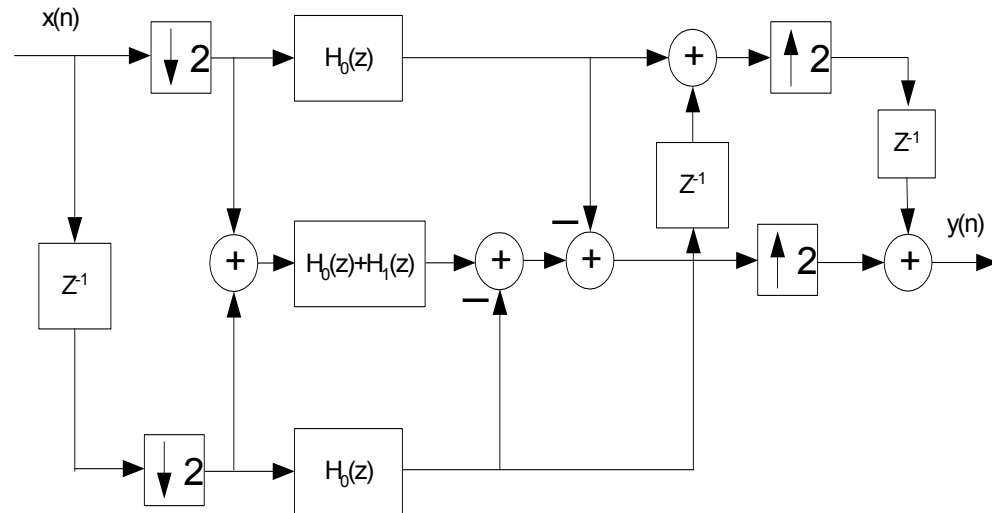 x(n)
↓ 2
H₀(z)
+
↑ 2
Z⁻¹
Z⁻¹
y(n)
Z⁻¹
+
H₀(z)+H₁(z)
+
−
−
+
↑ 2
+
↓ 2
H₀(z)